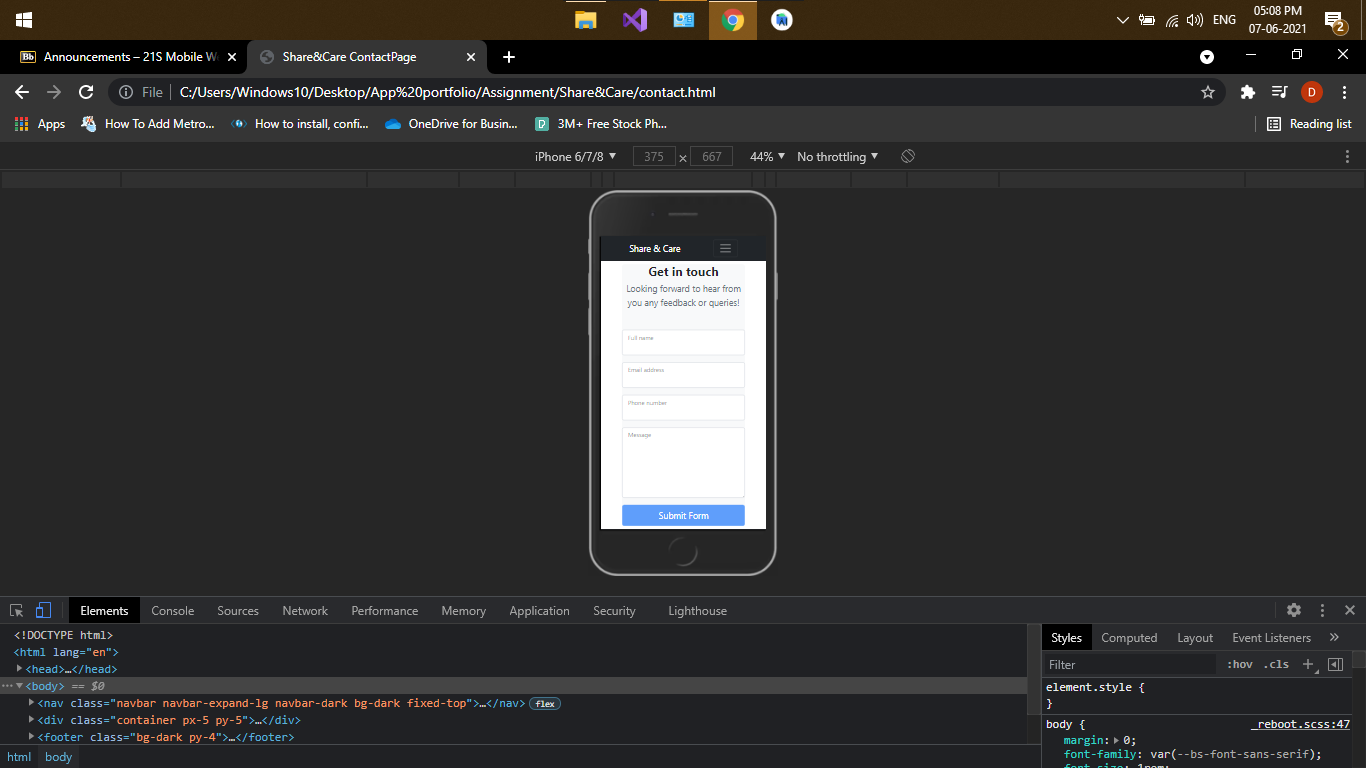 05:08 PM
ENG
07-06-2021
2
Bb Announcements – 21S Mobile W
Share&Care ContactPage
File C:/Users/Windows10/Desktop/App%20portfolio/Assignment/Share&Care/contact.html
D
Apps How To Add Metro... How to install, confi... OneDrive for Busin... 3M+ Free Stock Ph... Reading list
iPhone 6/7/8 375 × 667 44% No throttling
Share & Care
Get in touch
Looking forward to hear from
you any feedback or queries!
Full name
Email address
Phone number
Message
Submit Form
Elements Console Sources Network Performance Memory Application Security Lighthouse
<!DOCTYPE html>
<html lang="en">
<head>…</head>
<body> == $0
<nav class="navbar navbar-expand-lg navbar-dark bg-dark fixed-top">…</nav> flex
<div class="container px-5 py-5">…</div>
<footer class="bg-dark py-4">…</footer>
html body
Styles Computed Layout Event Listeners »
Filter :hov .cls +
element.style {
}
body { _reboot.scss:47
margin: 0;
font-family: var(--bs-font-sans-serif);
font-size: 1rem;